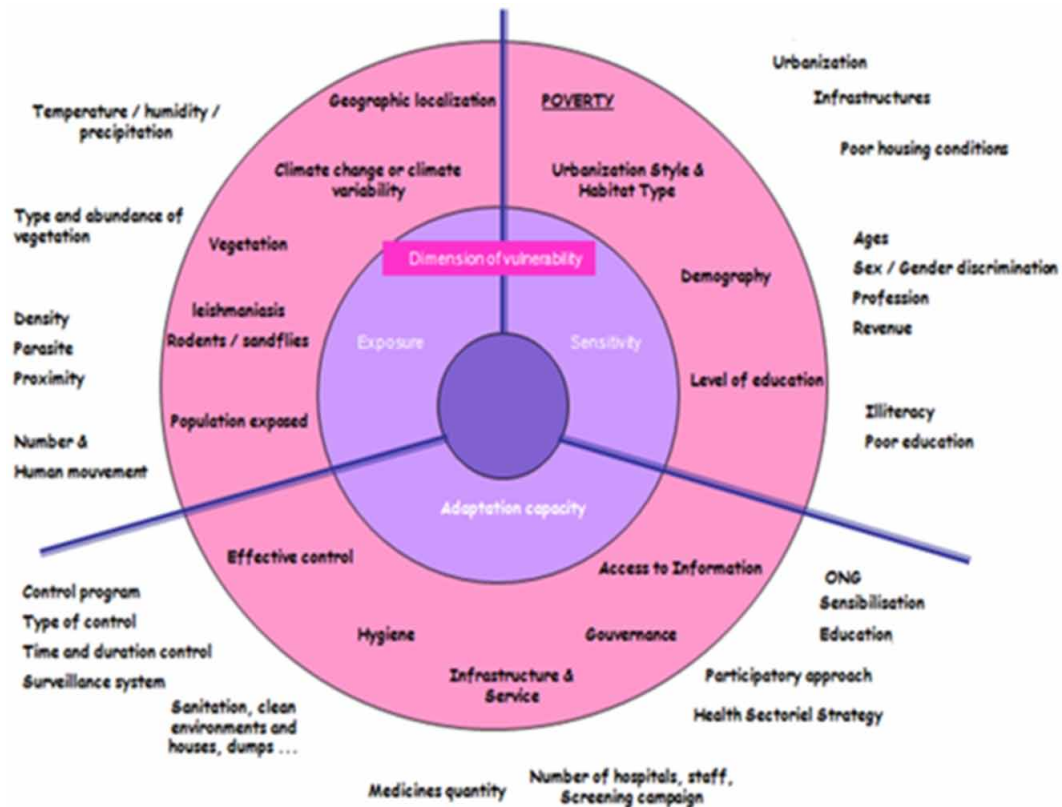 Temperature / humidity /
precipitation
Type and abundance of
vegetation
Density
Parasite
Proximity
Number &
Human mouvement
Geographic localization
Climate change or climate
variability
Vegetation
leishmaniasis
Rodents / sandflies
Population exposed
POVERTY
Urbanization Style &
Habitat Type
Demography
Level of education
Urbanization
Infrastructures
Poor housing conditions
Ages
Sex / Gender discrimination
Profession
Revenue
Illiteracy
Poor education
Dimension of vulnerability
Exposure
Sensitivity
Adaptation capacity
Effective control
Hygiene
Infrastructure &
Service
Gouvernance
Access to Information
Control program
Type of control
Time and duration control
Surveillance system
Sanitation, clean
environments and
houses, dumps ...
Medicines quantity
Number of hospitals, staff,
Screening campaign
ONG
Sensibilisation
Education
Participatory approach
Health Sectoriel Strategy